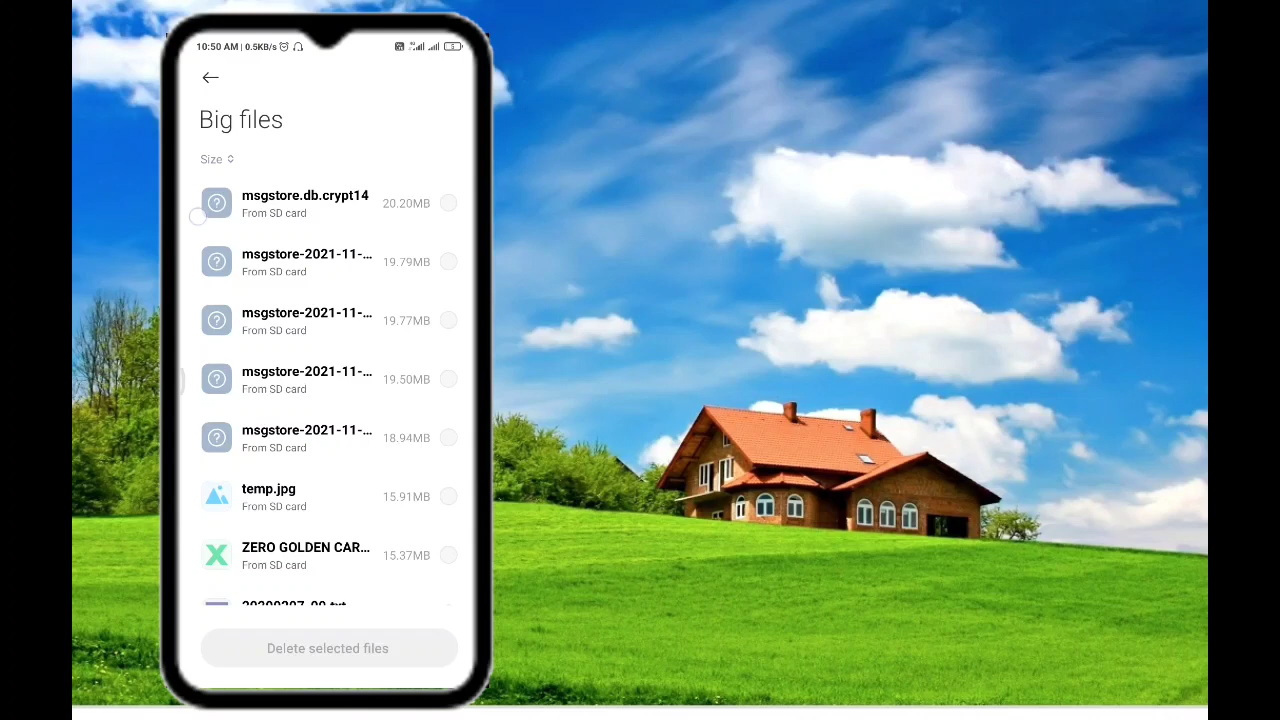 10:50 AM | 0.5KB/s
Big files
Size
msgstore.db.crypt14
From SD card
20.20MB
msgstore-2021-11-...
From SD card
19.79MB
msgstore-2021-11-...
From SD card
19.77MB
msgstore-2021-11-...
From SD card
19.50MB
msgstore-2021-11-...
From SD card
18.94MB
temp.jpg
From SD card
15.91MB
ZERO GOLDEN CAR...
From SD card
15.37MB
Delete selected files